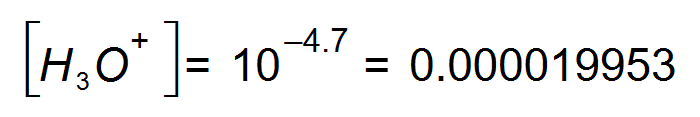 [H₃O⁺]= 10⁻⁴·⁷ = 0.000019953